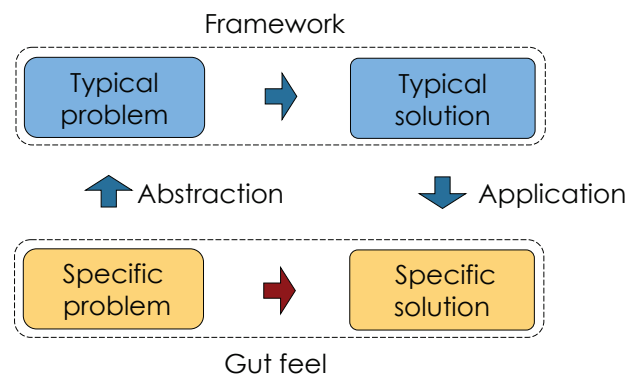 Framework
Typical
problem
Typical
solution
Abstraction
Application
Specific
problem
Specific
solution
Gut feel